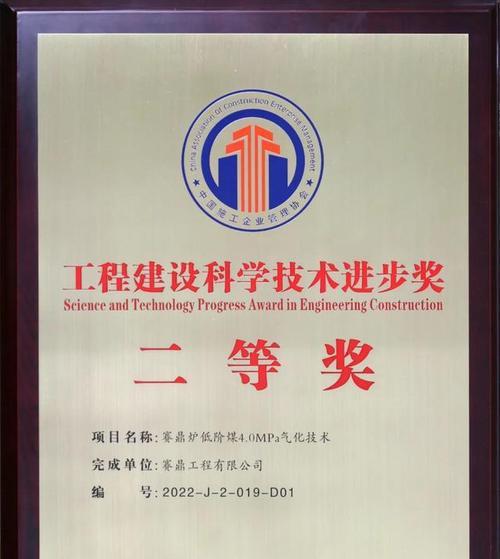 China Association Of Construction Enterprise Management
中国施工企业管理协会
工程建设科学技术进步奖
Science and Technology Progress Award in Engineering Construction
二等奖
项目名称:赛鼎炉低阶煤4.0MPa气化技术
完成单位:赛鼎工程有限公司
编 号:2022-J-2-019-D01